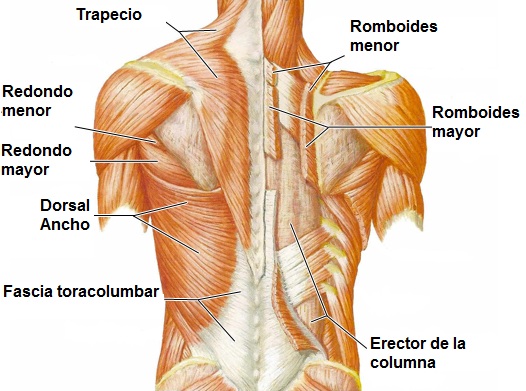 Trapecio
Romboides
menor
Redondo
menor
Romboides
mayor
Redondo
mayor
Dorsal
Ancho
Fascia toracolumbar
Erector de la
columna